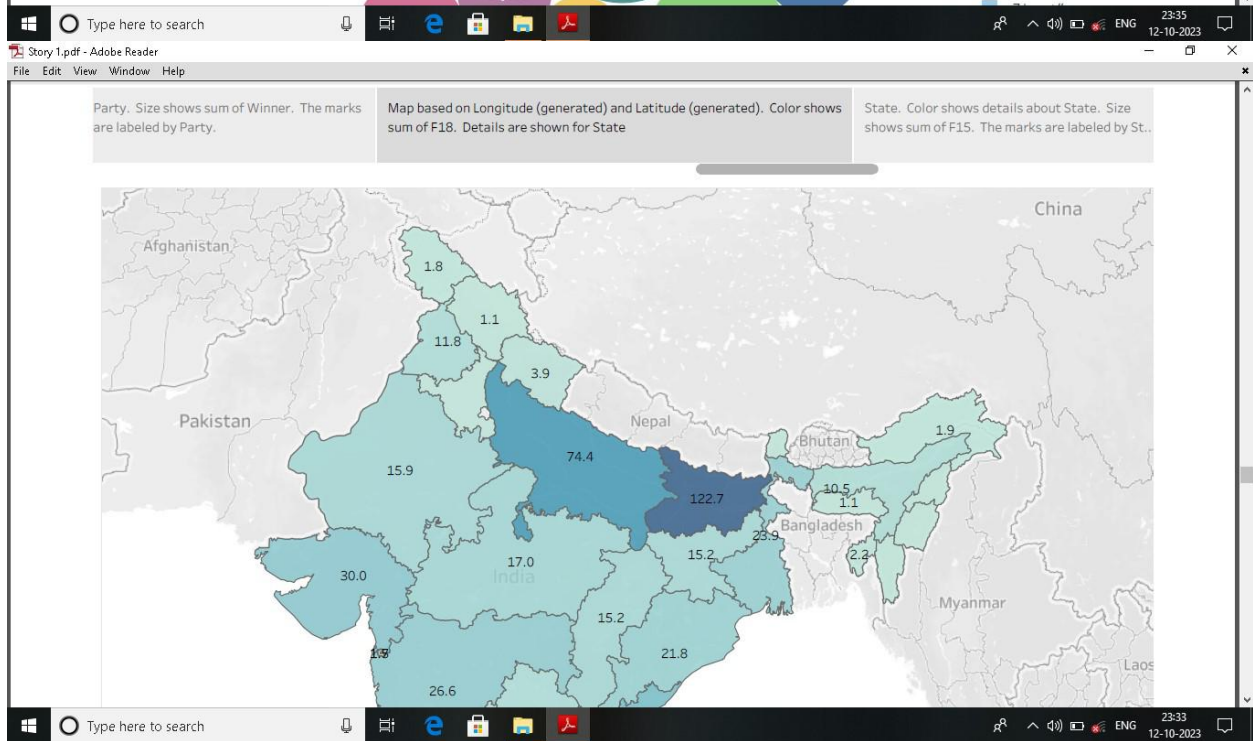 Type here to search
ENG
23:35
12-10-2023
Story 1.pdf - Adobe Reader
File Edit View Window Help
Party. Size shows sum of Winner. The marks
are labeled by Party.
Map based on Longitude (generated) and Latitude (generated). Color shows
sum of F18. Details are shown for State
State. Color shows details about State. Size
shows sum of F15. The marks are labeled by St..
China
Afghanistan
1.8
1.1
11.8
3.9
Pakistan
Nepal
Bhutan
1.9
15.9
74.4
122.7
10.5
1.1
Bangladesh
23.9
15.2
2.2
17.0
India
30.0
Myanmar
15.2
21.8
Laos
26.6
Type here to search
ENG
23:33
12-10-2023